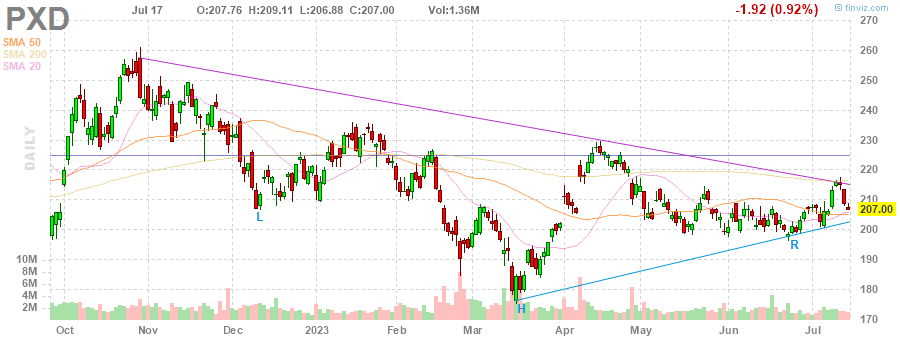 PXD
Jul 17 O:207.76 H:209.11 L:206.88 C:207.00 Vol:1.36M
-1.92 (0.92%)
© finviz.com
SMA 50
SMA 200
SMA 20
DAILY
270
260
250
240
230
220
210
207.00
200
190
180
170
10M
8M
6M
4M
2M
L
H
R
Oct Nov Dec 2023 Feb Mar Apr May Jun Jul